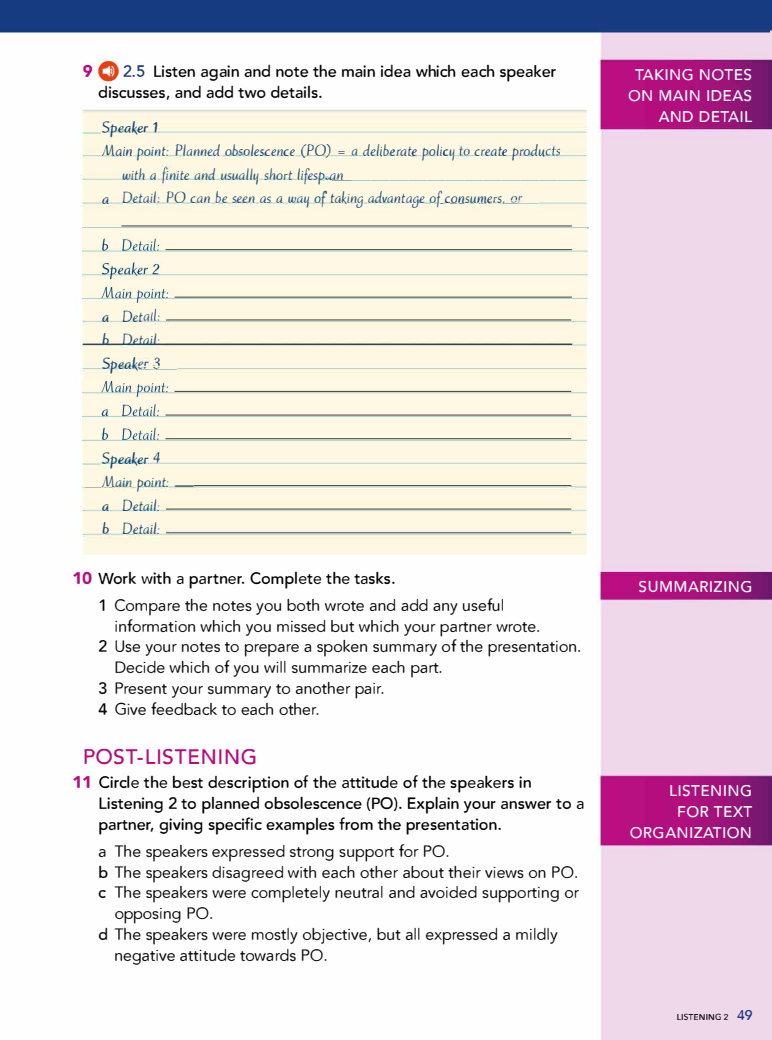 9 2.5 Listen again and note the main idea which each speaker
discusses, and add two details.
TAKING NOTES
ON MAIN IDEAS
AND DETAIL
Speaker 1
Main point: Planned obsolescence (PO) = a deliberate policy to create products
with a finite and usually short lifespan
a Detail: PO can be seen as a way of taking advantage of consumers, or
b Detail:
Speaker 2
Main point:
a Detail:
b Detail:
Speaker 3
Main point:
a Detail:
b Detail:
Speaker 4
Main point:
a Detail:
b Detail:
10 Work with a partner. Complete the tasks.
SUMMARIZING
1 Compare the notes you both wrote and add any useful
information which you missed but which your partner wrote.
2 Use your notes to prepare a spoken summary of the presentation.
Decide which of you will summarize each part.
3 Present your summary to another pair.
4 Give feedback to each other.
POST-LISTENING
11 Circle the best description of the attitude of the speakers in
Listening 2 to planned obsolescence (PO). Explain your answer to a
partner, giving specific examples from the presentation.
LISTENING
FOR TEXT
ORGANIZATION
a The speakers expressed strong support for PO.
b The speakers disagreed with each other about their views on PO.
c The speakers were completely neutral and avoided supporting or
opposing PO.
d The speakers were mostly objective, but all expressed a mildly
negative attitude towards PO.
LISTENING 2 49